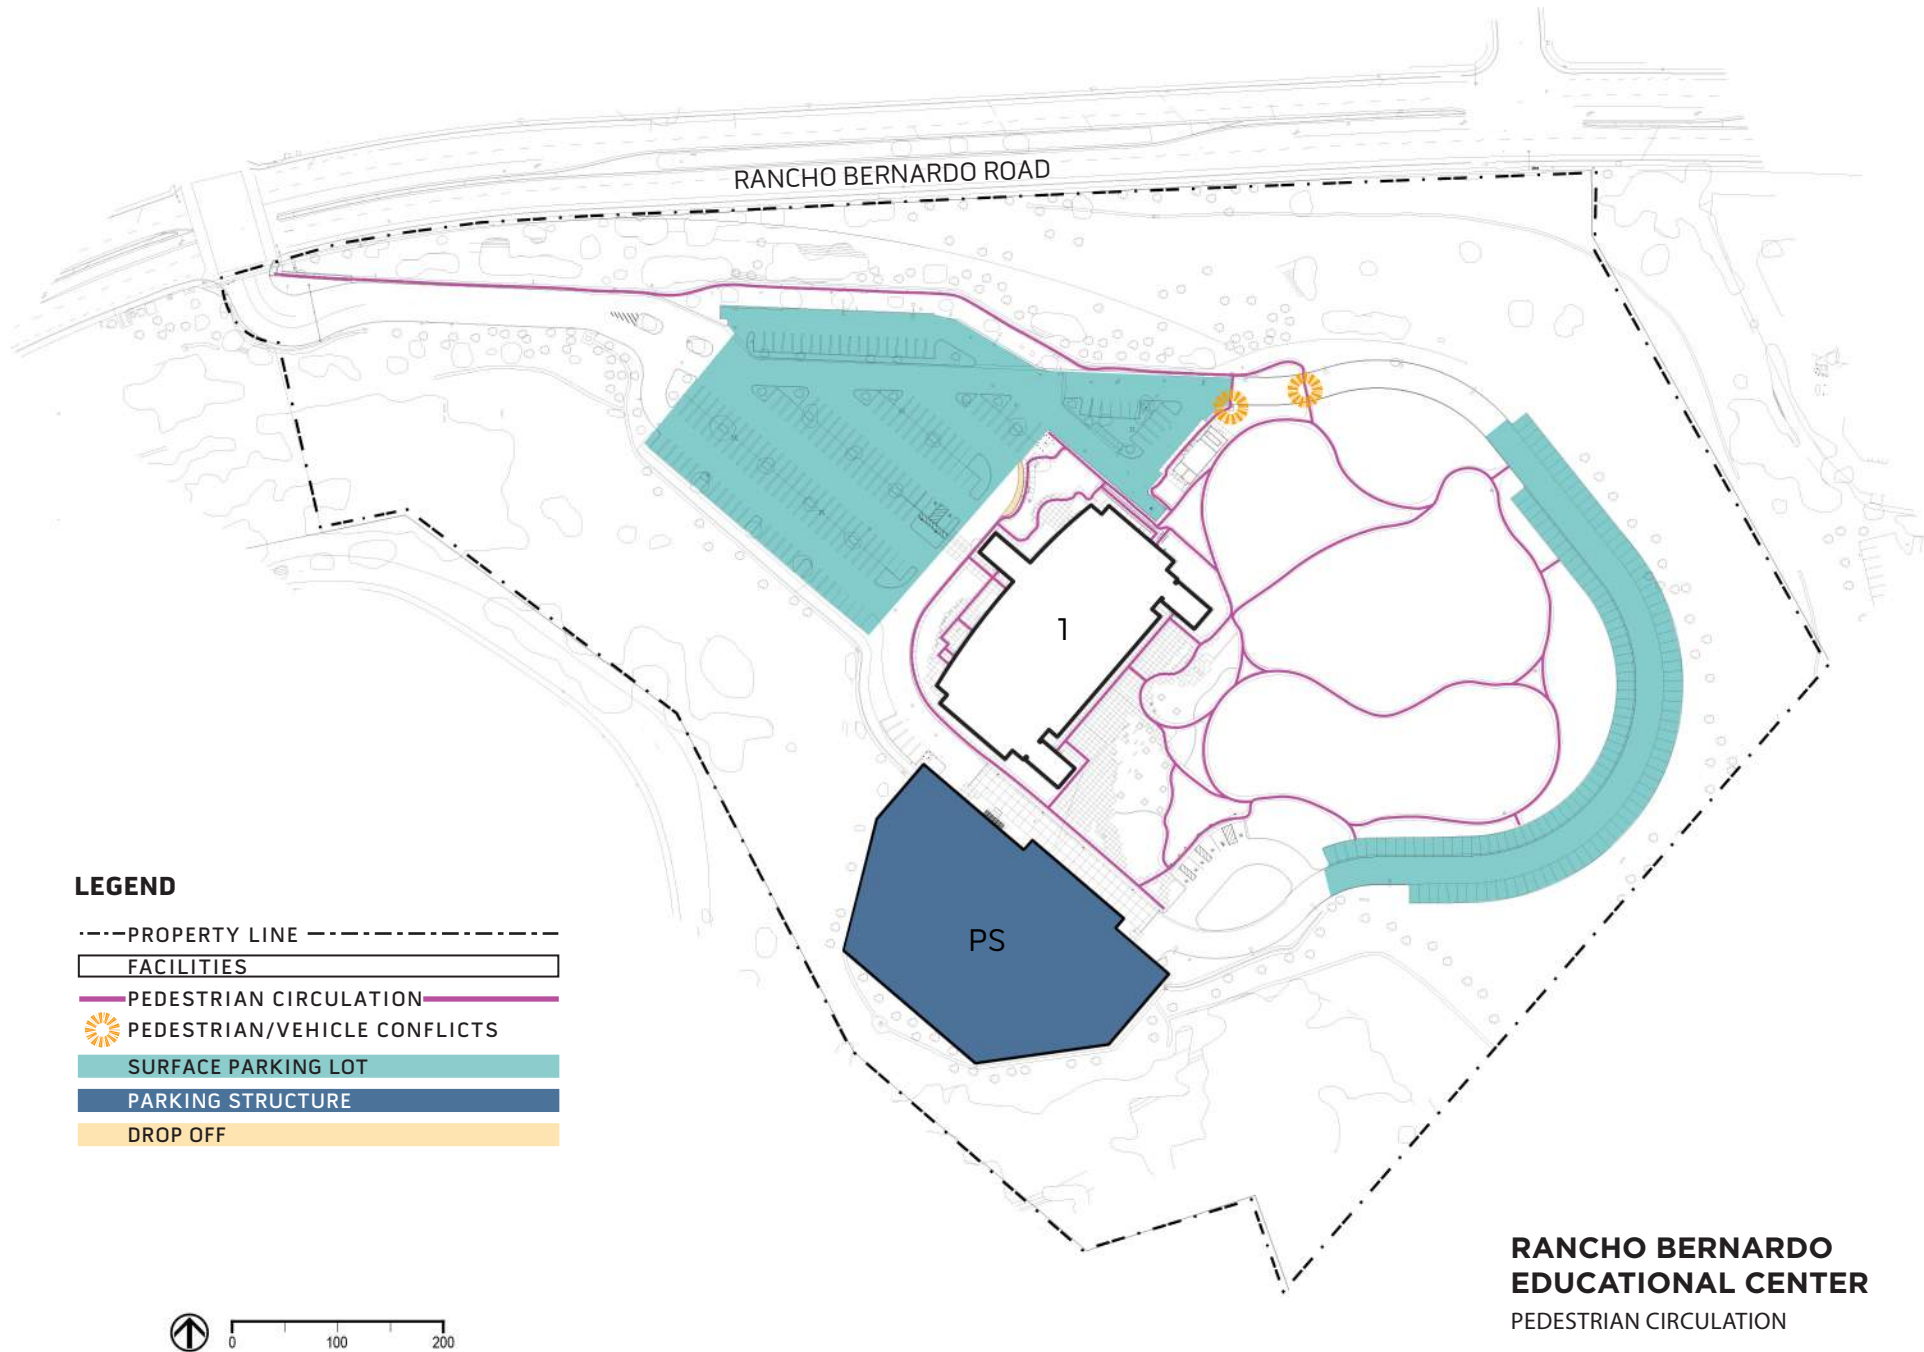 RANCHO BERNARDO ROAD
1
PS
LEGEND
PROPERTY LINE
FACILITIES
PEDESTRIAN CIRCULATION
PEDESTRIAN/VEHICLE CONFLICTS
SURFACE PARKING LOT
PARKING STRUCTURE
DROP OFF
0 100 200
RANCHO BERNARDO
EDUCATIONAL CENTER
PEDESTRIAN CIRCULATION